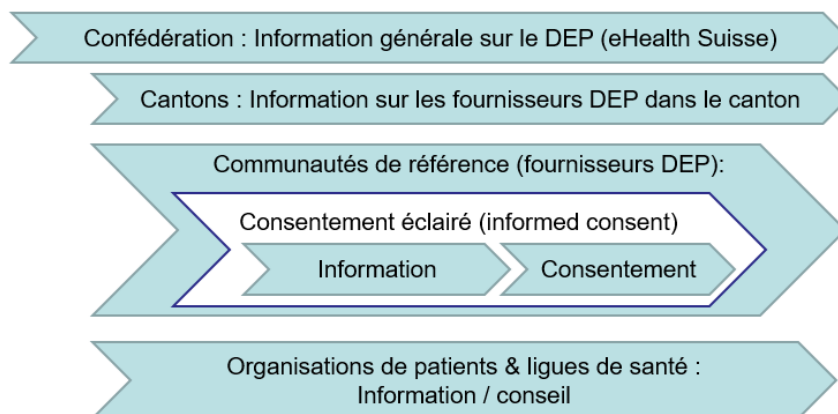 Confédération : Information générale sur le DEP (eHealth Suisse)
Cantons : Information sur les fournisseurs DEP dans le canton
Communautés de référence (fournisseurs DEP):
Consentement éclairé (informed consent)
Information
Consentement
Organisations de patients & ligues de santé :
Information / conseil